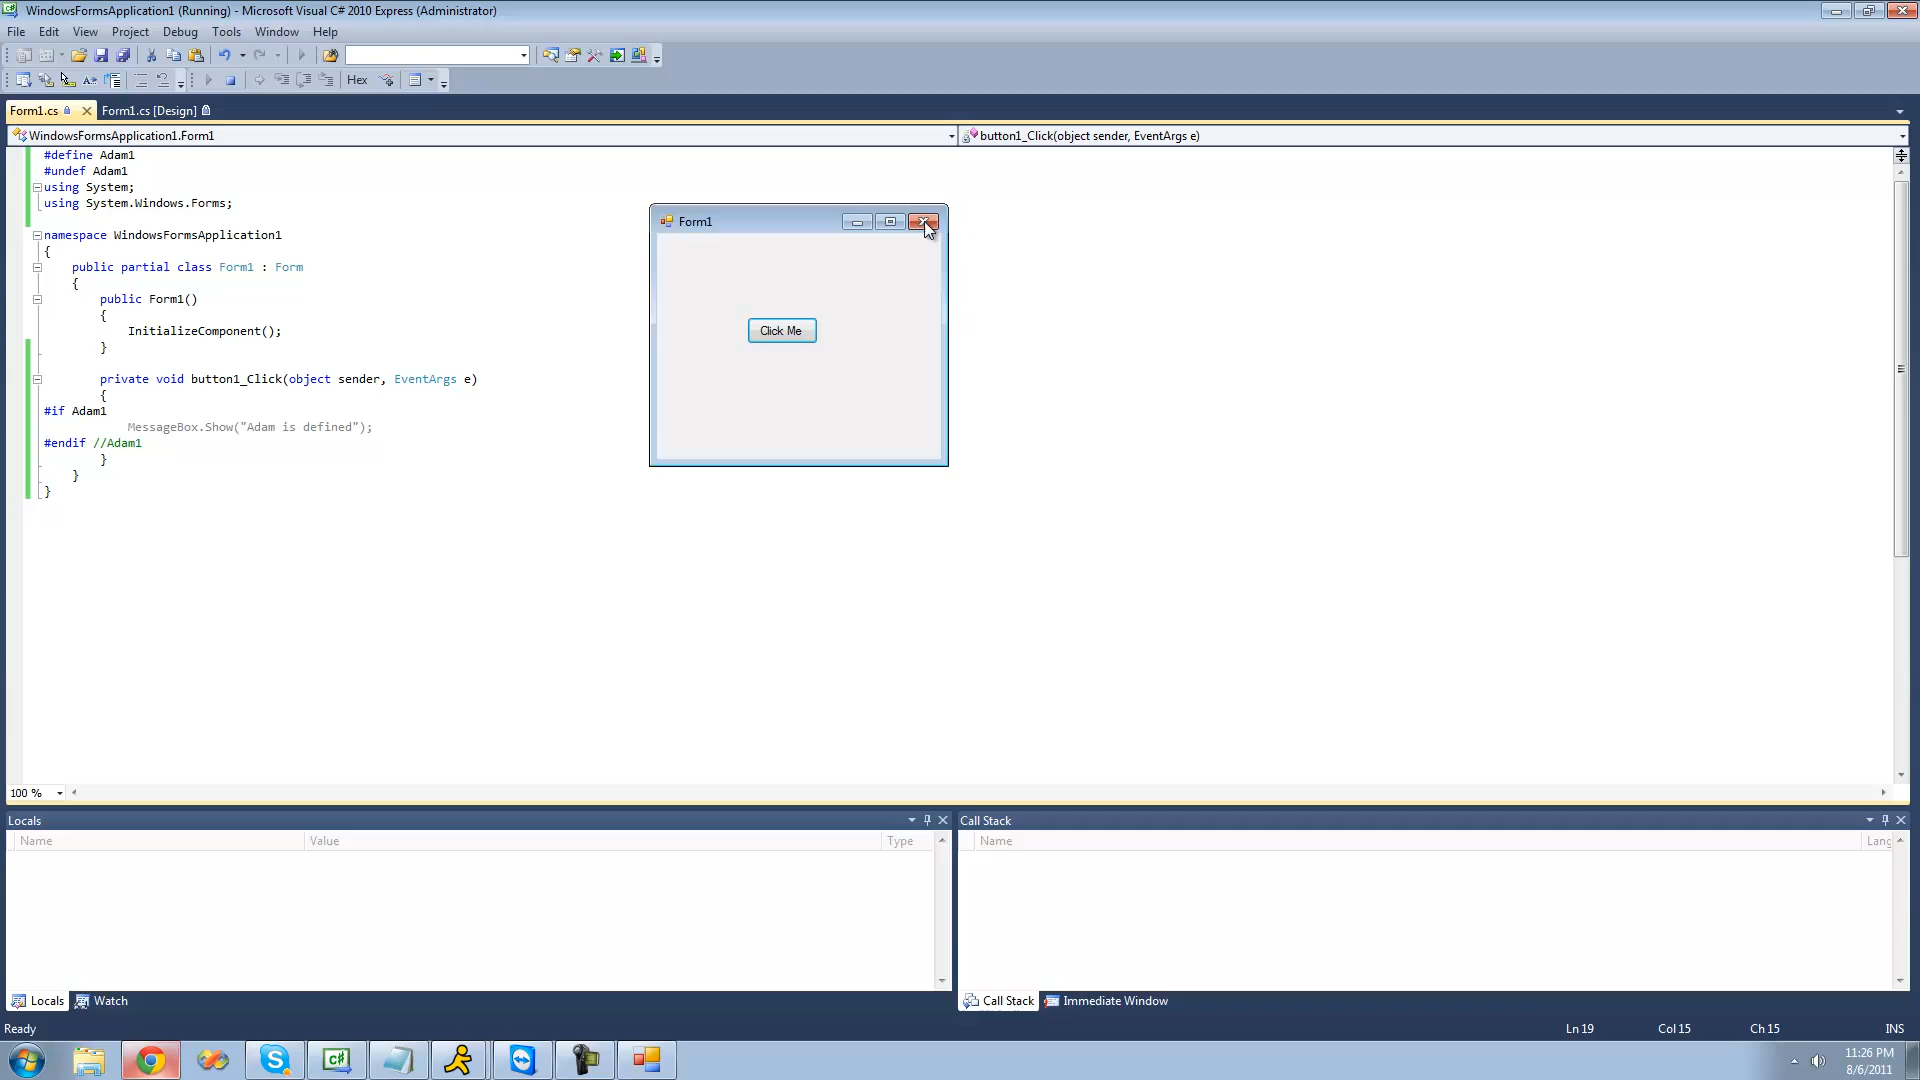 WindowsFormsApplication1 (Running) - Microsoft Visual C# 2010 Express (Administrator)
File Edit View Project Debug Tools Window Help
Hex
Form1.cs Form1.cs [Design]
WindowsFormsApplication1.Form1 button1_Click(object sender, EventArgs e)
#define Adam1
#undef Adam1
using System;
using System.Windows.Forms;
namespace WindowsFormsApplication1
{
public partial class Form1 : Form
{
public Form1()
{
InitializeComponent();
}
private void button1_Click(object sender, EventArgs e)
{
#if Adam1
MessageBox.Show("Adam is defined");
#endif //Adam1
}
}
}
Form1
Click Me
100 %
Locals
Name Value Type
Locals Watch
Call Stack
Name Lang
Call Stack Immediate Window
Ready Ln 19 Col 15 Ch 15 INS
11:26 PM
8/6/2011